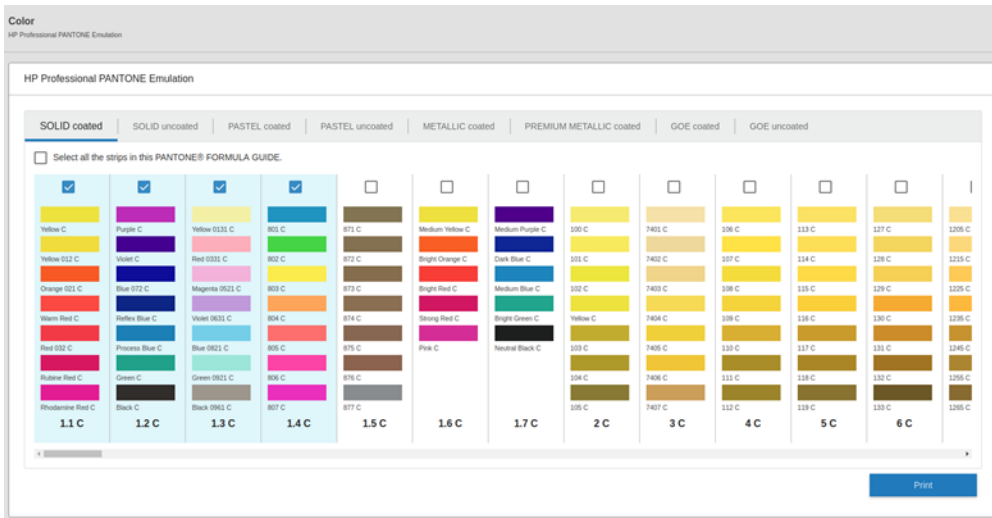 Color
HP Professional PANTONE Emulation
HP Professional PANTONE Emulation
SOLID coated SOLID uncoated PASTEL coated PASTEL uncoated METALLIC coated PREMIUM METALLIC coated GOE coated GOE uncoated
Select all the strips in this PANTONE® FORMULA GUIDE.
Yellow C Purple C Yellow 0131 C 801 C 871 C Medium Yellow C Medium Purple C 100 C 7401 C 106 C 113 C 127 C 1205 C
Yellow 012 C Violet C Red 0331 C 802 C 872 C Bright Orange C Dark Blue C 101 C 7402 C 107 C 114 C 128 C 1215 C
Orange 021 C Blue 072 C Magenta 0521 C 803 C 873 C Bright Red C Medium Blue C 102 C 7403 C 108 C 115 C 129 C 1225 C
Warm Red C Reflex Blue C Violet 0631 C 804 C 874 C Strong Red C Bright Green C Yellow C 7404 C 109 C 116 C 130 C 1235 C
Red 032 C Process Blue C Blue 0821 C 805 C 875 C Pink C Neutral Black C 103 C 7405 C 110 C 117 C 131 C 1245 C
Rubine Red C Green C Green 0921 C 806 C 876 C 104 C 7406 C 111 C 118 C 132 C 1255 C
Rhodamine Red C Black C Black 0961 C 807 C 877 C 105 C 7407 C 112 C 119 C 133 C 1265 C
1.1 C 1.2 C 1.3 C 1.4 C 1.5 C 1.6 C 1.7 C 2 C 3 C 4 C 5 C 6 C
Print